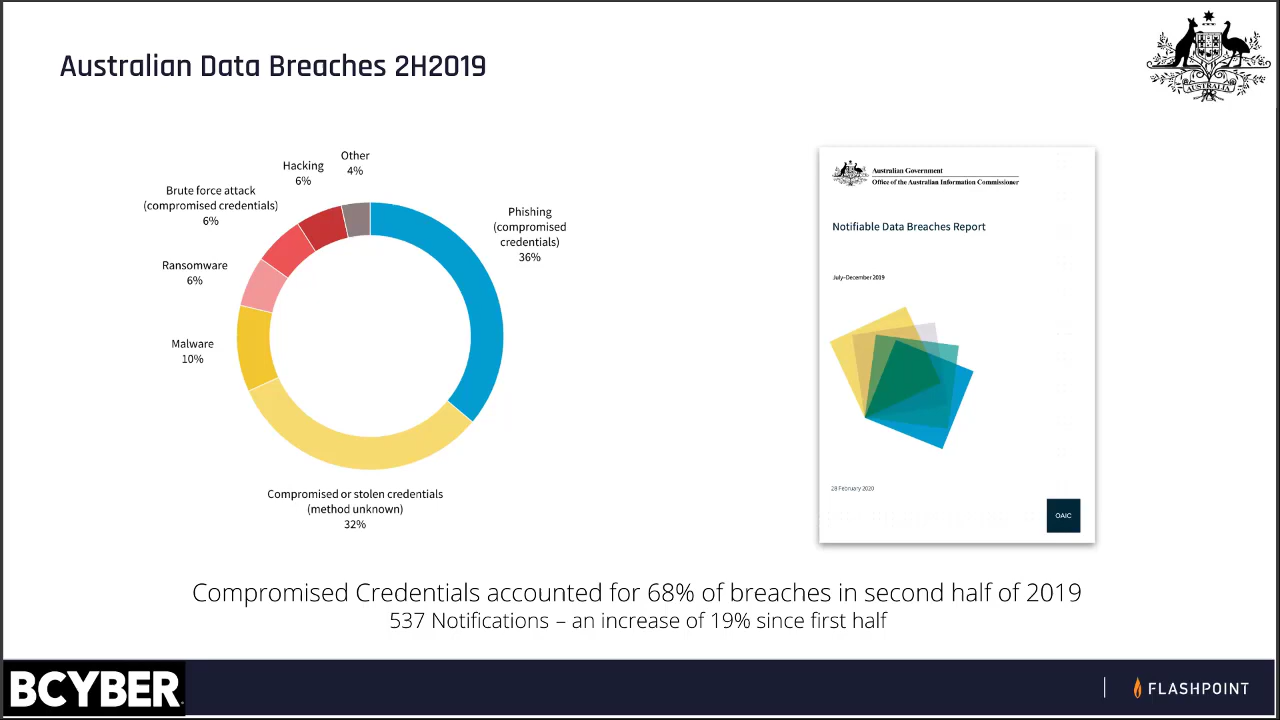 Australian Data Breaches 2H2019
AUSTRALIA
Other
4%
Hacking
6%
Brute force attack
(compromised credentials)
6%
Ransomware
6%
Malware
10%
Phishing
(compromised
credentials)
36%
Compromised or stolen credentials
(method unknown)
32%
Australian Government
Office of the Australian Information Commissioner
Notifiable Data Breaches Report
July–December 2019
28 February 2020
OAIC
Compromised Credentials accounted for 68% of breaches in second half of 2019
537 Notifications – an increase of 19% since first half
BCYBER
FLASHPOINT